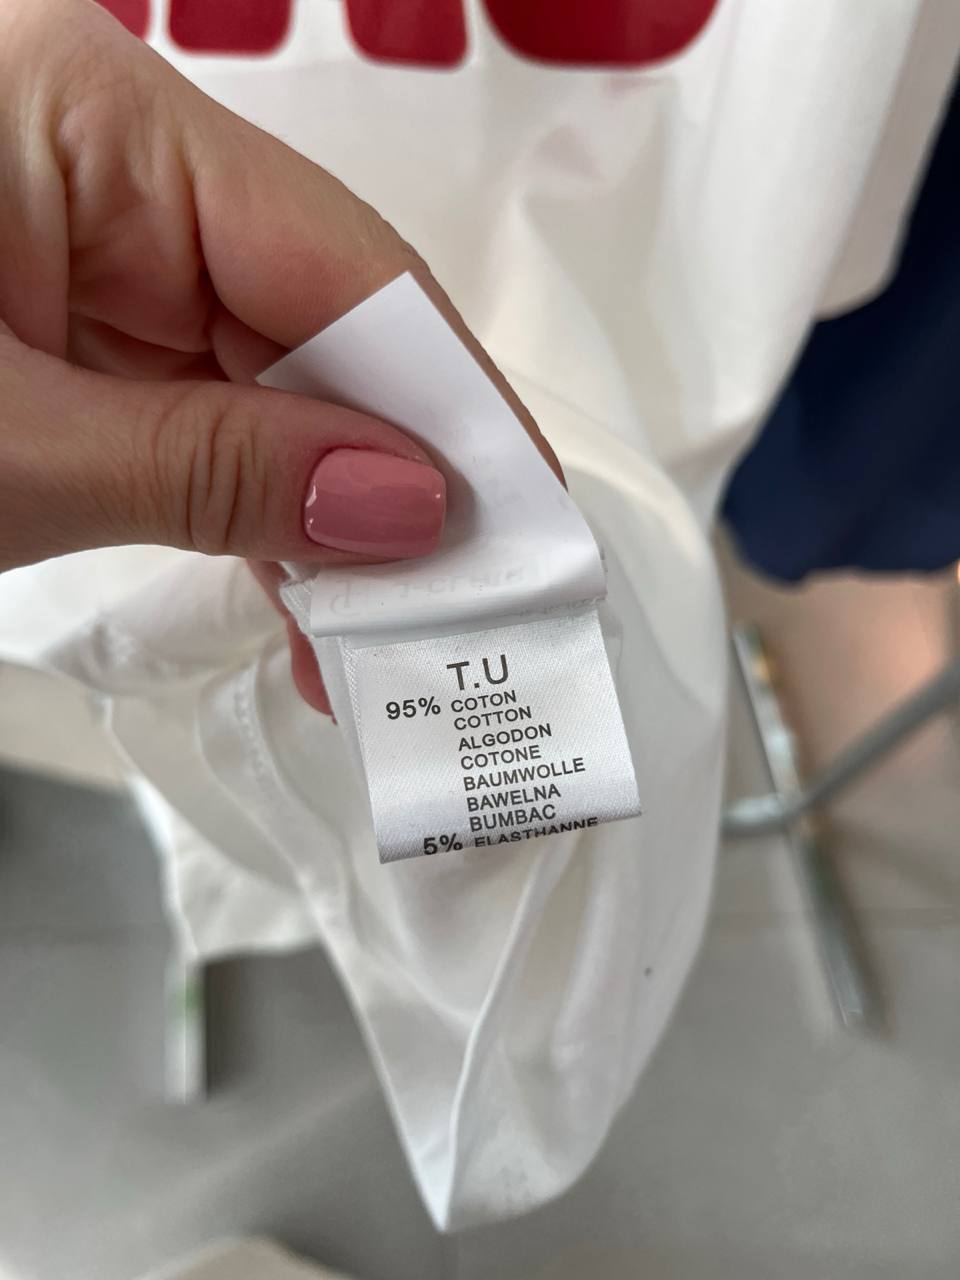 T.U
95% COTON
COTTON
ALGODON
COTONE
BAUMWOLLE
BAWELNA
BUMBAC
5% ELASTHANNE